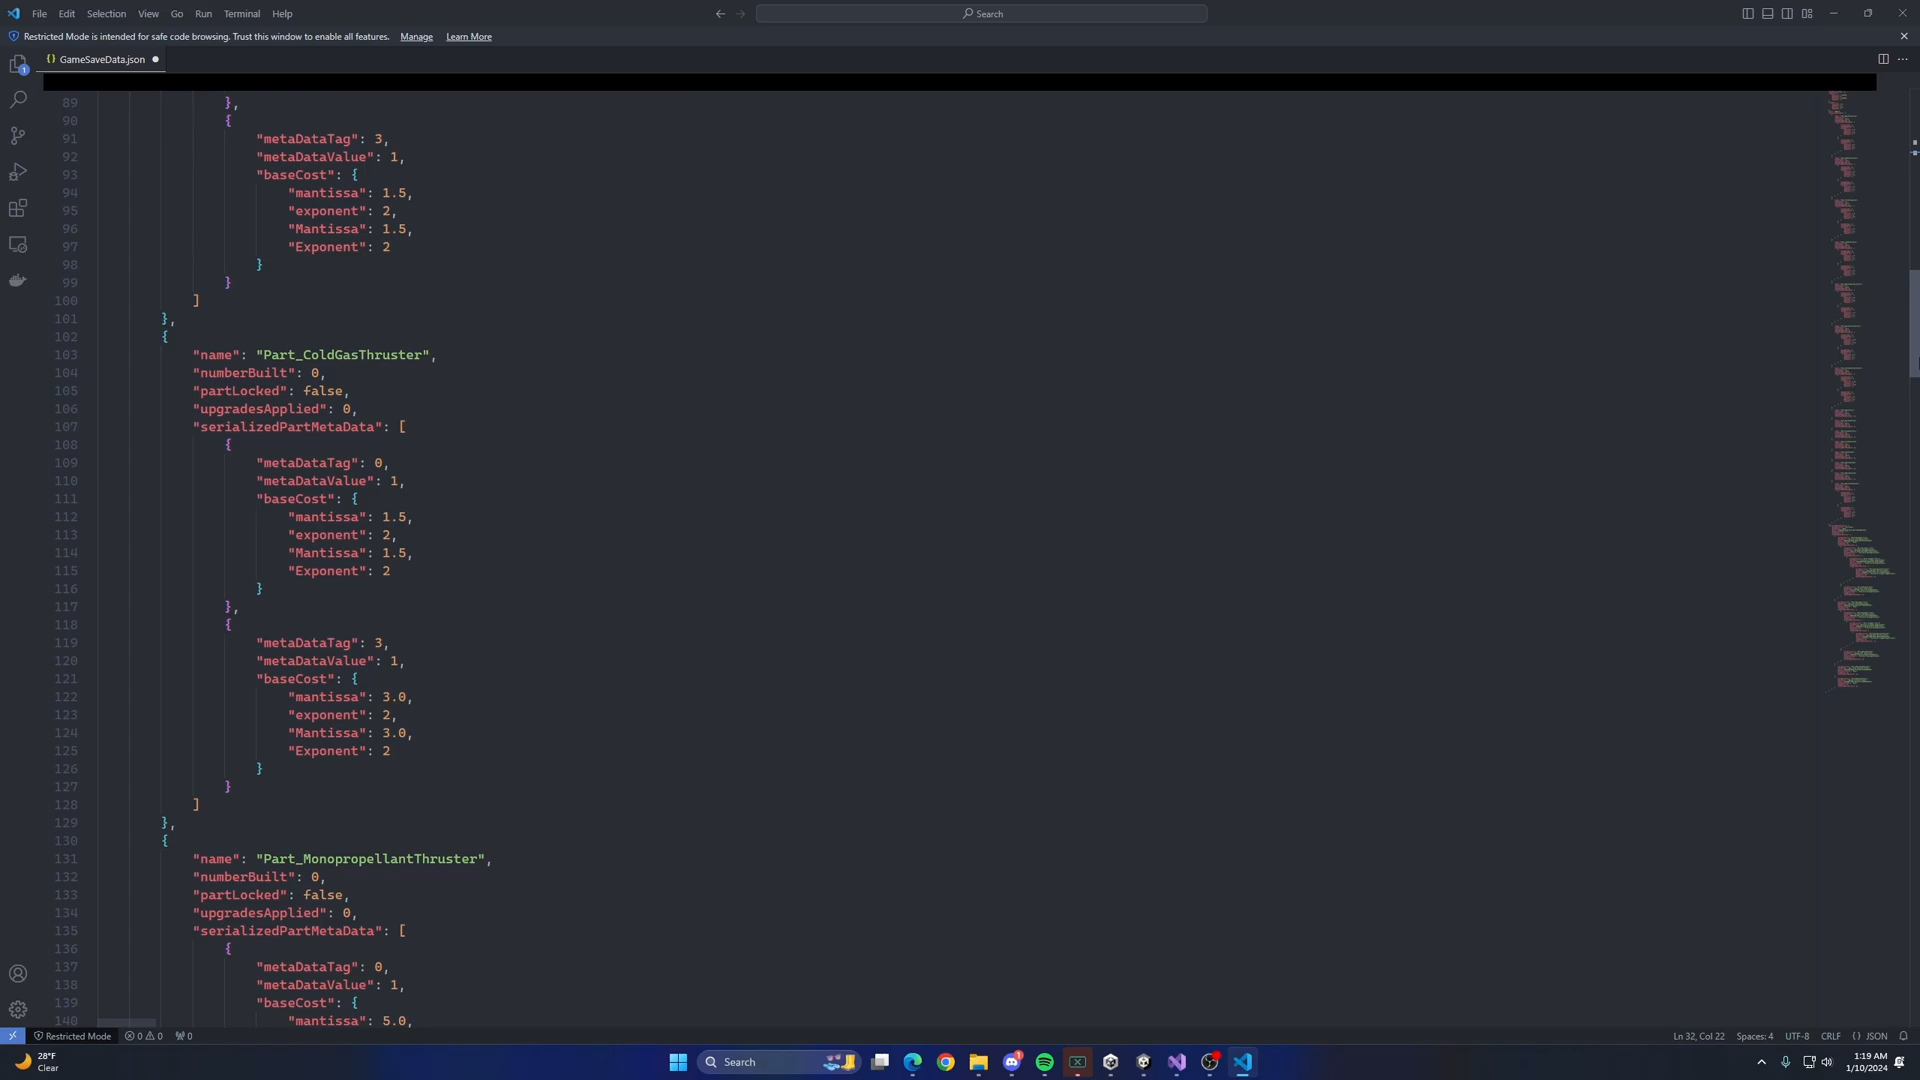 File Edit Selection View Go Run Terminal Help
Search
Restricted Mode is intended for safe code browsing. Trust this window to enable all features. Manage Learn More
{} GameSaveData.json
1
89 },
90 {
91 "metaDataTag": 3,
92 "metaDataValue": 1,
93 "baseCost": {
94 "mantissa": 1.5,
95 "exponent": 2,
96 "Mantissa": 1.5,
97 "Exponent": 2
98 }
99 }
100 ]
101 },
102 {
103 "name": "Part_ColdGasThruster",
104 "numberBuilt": 0,
105 "partLocked": false,
106 "upgradesApplied": 0,
107 "serializedPartMetaData": [
108 {
109 "metaDataTag": 0,
110 "metaDataValue": 1,
111 "baseCost": {
112 "mantissa": 1.5,
113 "exponent": 2,
114 "Mantissa": 1.5,
115 "Exponent": 2
116 }
117 },
118 {
119 "metaDataTag": 3,
120 "metaDataValue": 1,
121 "baseCost": {
122 "mantissa": 3.0,
123 "exponent": 2,
124 "Mantissa": 3.0,
125 "Exponent": 2
126 }
127 }
128 ]
129 },
130 {
131 "name": "Part_MonopropellantThruster",
132 "numberBuilt": 0,
133 "partLocked": false,
134 "upgradesApplied": 0,
135 "serializedPartMetaData": [
136 {
137 "metaDataTag": 0,
138 "metaDataValue": 1,
139 "baseCost": {
140 "mantissa": 5.0,
Restricted Mode 0 0 0 Ln 32, Col 22 Spaces: 4 UTF-8 CRLF {} JSON
28°F
Clear
Search
1
1:19 AM
1/10/2024